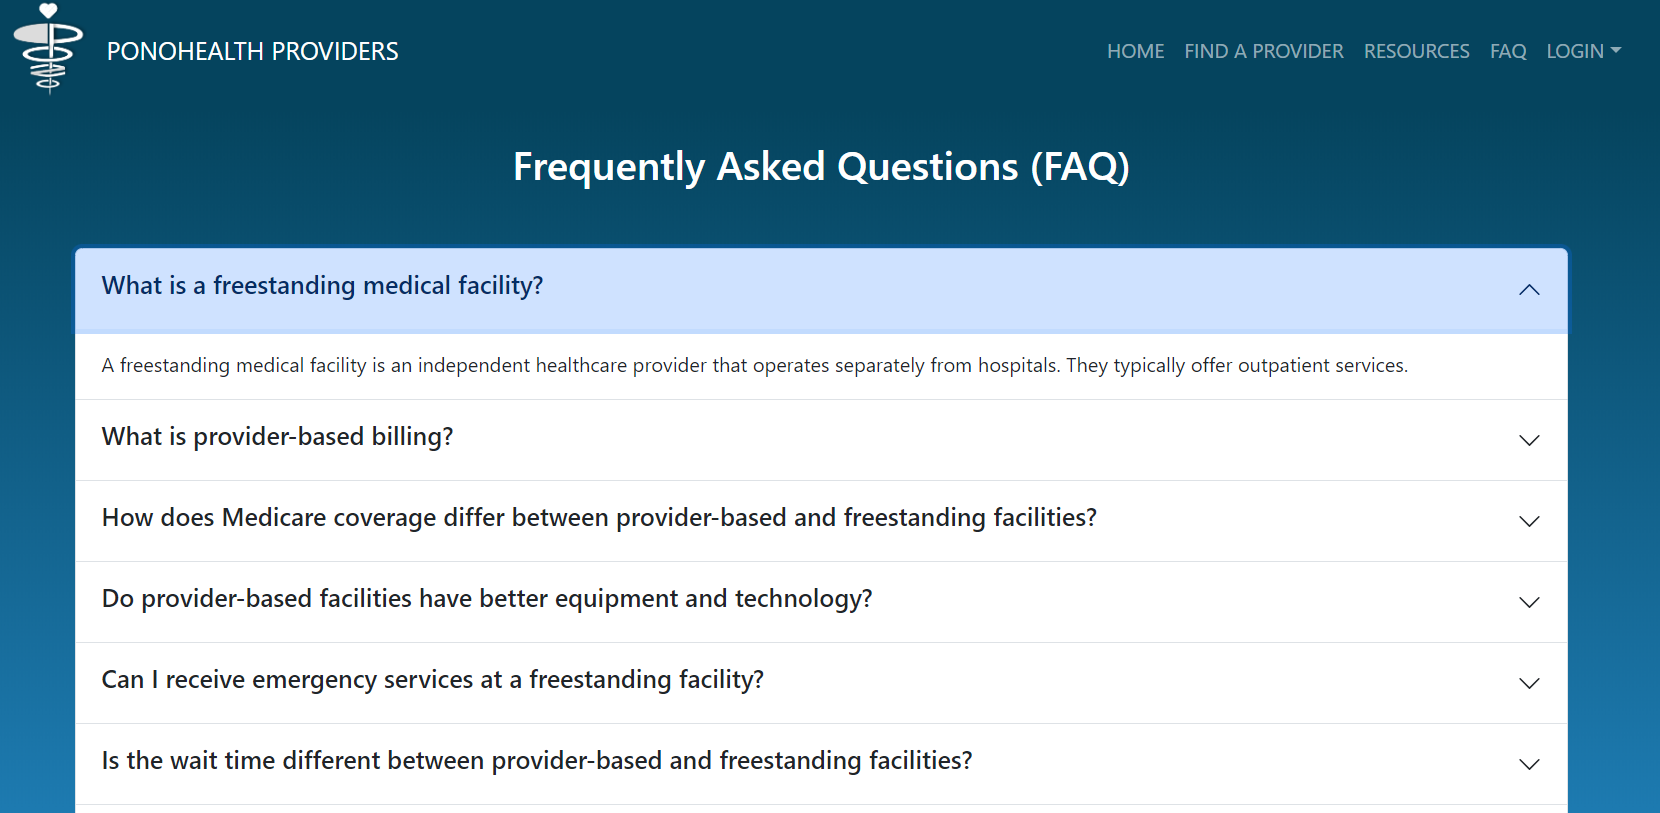 PONOHEALTH PROVIDERS
HOME FIND A PROVIDER RESOURCES FAQ LOGIN
Frequently Asked Questions (FAQ)
What is a freestanding medical facility?
A freestanding medical facility is an independent healthcare provider that operates separately from hospitals. They typically offer outpatient services.
What is provider-based billing?
How does Medicare coverage differ between provider-based and freestanding facilities?
Do provider-based facilities have better equipment and technology?
Can I receive emergency services at a freestanding facility?
Is the wait time different between provider-based and freestanding facilities?